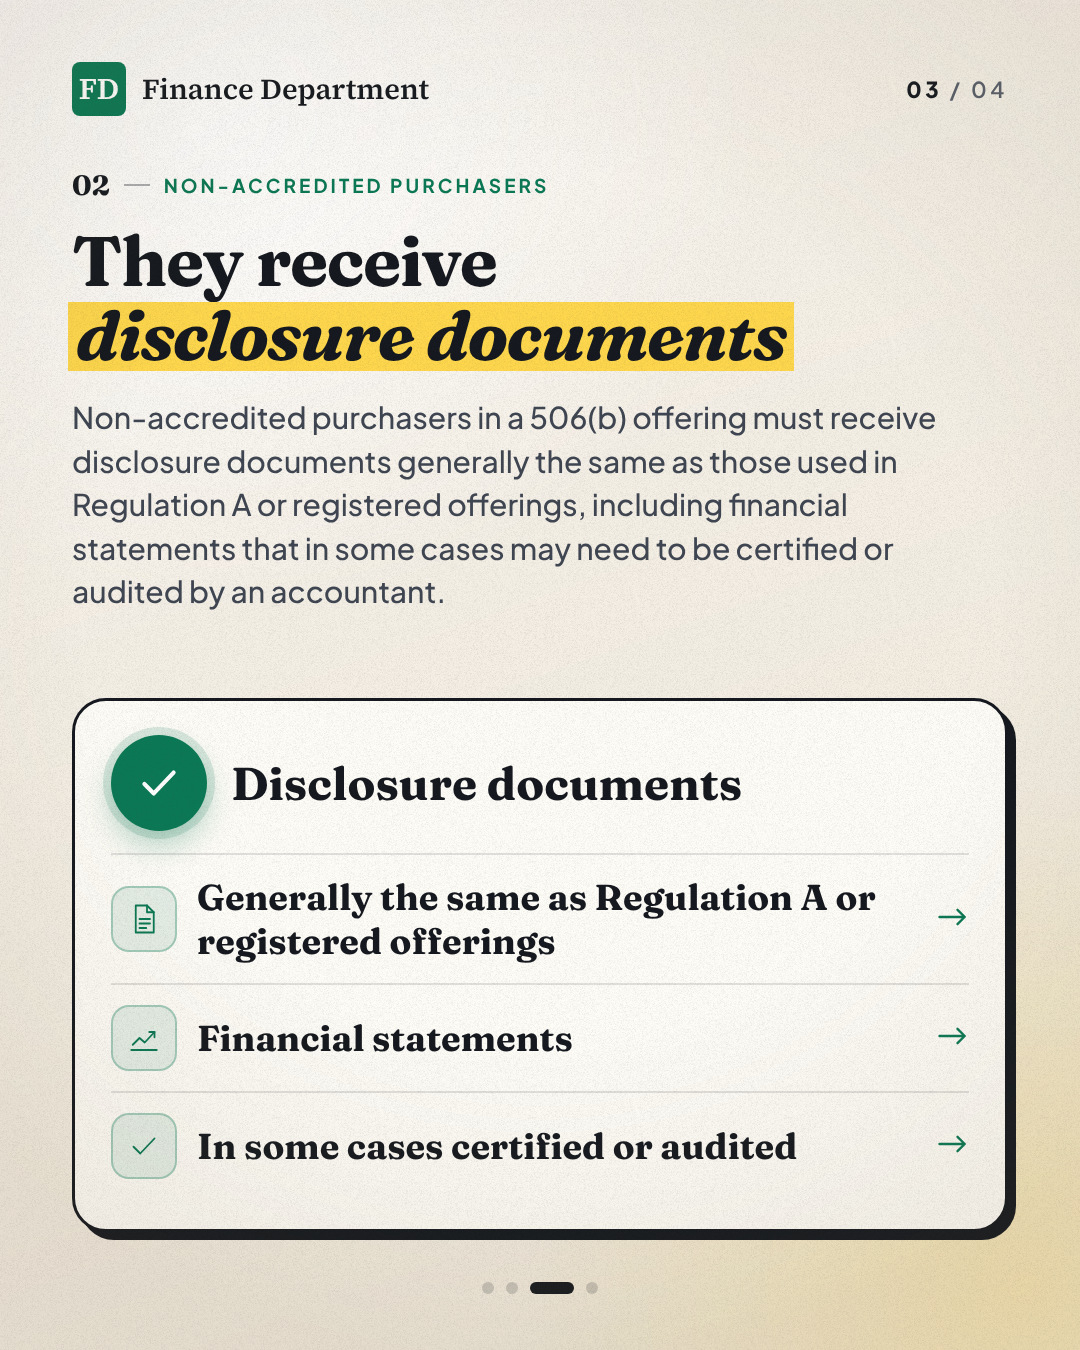 FD Finance Department
03 / 04
02 — NON-ACCREDITED PURCHASERS
They receive
disclosure documents
Non-accredited purchasers in a 506(b) offering must receive
disclosure documents generally the same as those used in
Regulation A or registered offerings, including financial
statements that in some cases may need to be certified or
audited by an accountant.
Disclosure documents
Generally the same as Regulation A or
registered offerings
Financial statements
In some cases certified or audited